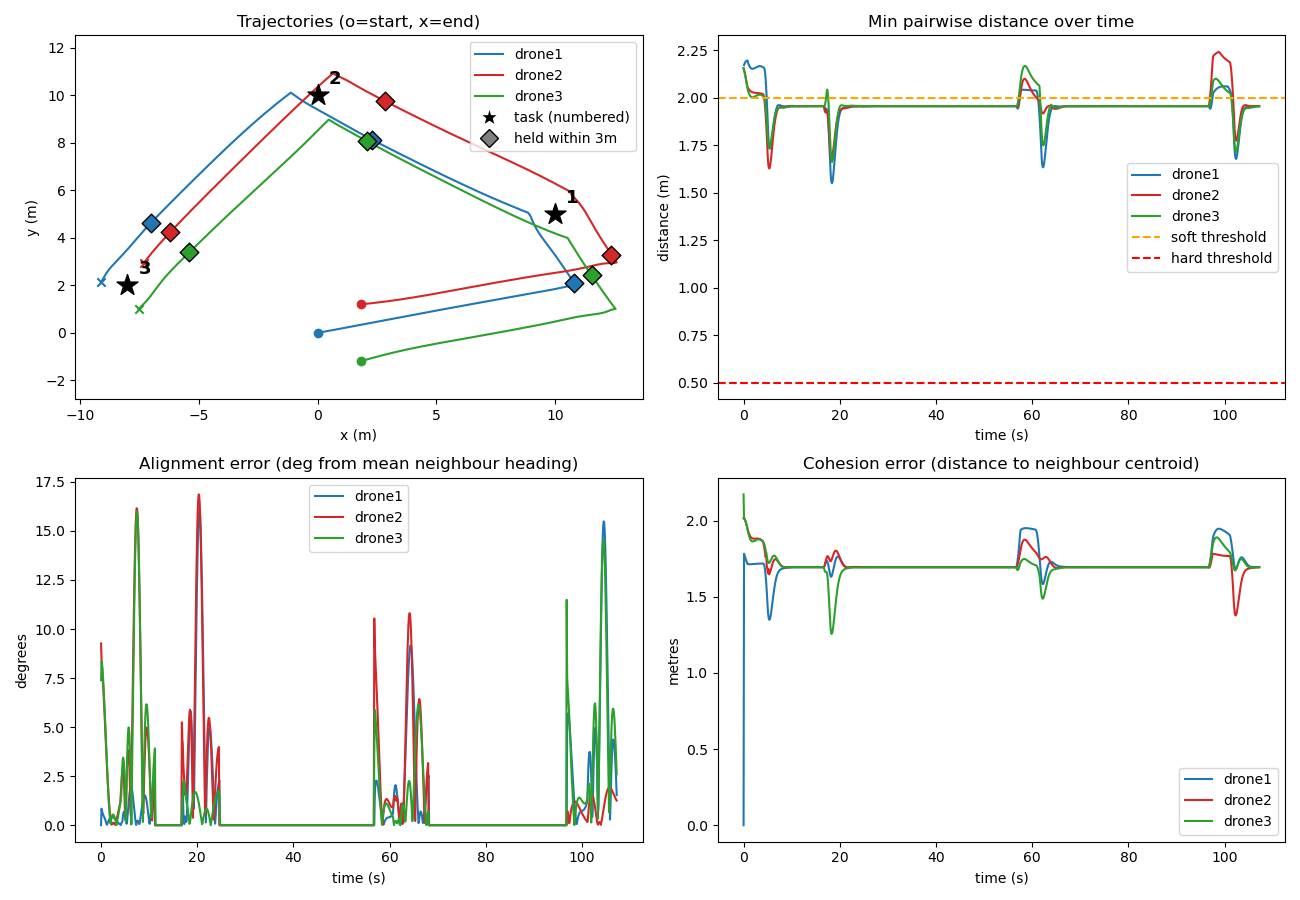 Trajectories (o=start, x=end)
12
10
8
6
4
2
0
−2
y (m)
−10
−5
0
5
10
x (m)
drone1
drone2
drone3
task (numbered)
held within 3m
2
1
3
Min pairwise distance over time
2.25
2.00
1.75
1.50
1.25
1.00
0.75
0.50
distance (m)
0
20
40
60
80
100
time (s)
drone1
drone2
drone3
soft threshold
hard threshold
Alignment error (deg from mean neighbour heading)
17.5
15.0
12.5
10.0
7.5
5.0
2.5
0.0
degrees
0
20
40
60
80
100
time (s)
drone1
drone2
drone3
Cohesion error (distance to neighbour centroid)
2.0
1.5
1.0
0.5
0.0
metres
0
20
40
60
80
100
time (s)
drone1
drone2
drone3